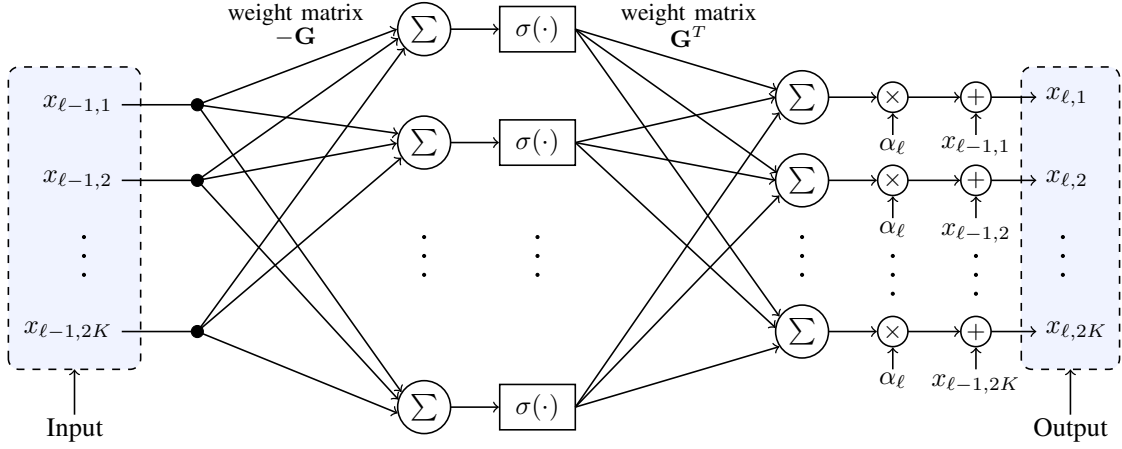 weight matrix
−G
weight matrix
G^T
∑ σ(·)
x_{ℓ−1,1} ∑ × + x_{ℓ,1}
α_ℓ x_{ℓ−1,1}
∑ σ(·)
x_{ℓ−1,2} ∑ × + x_{ℓ,2}
α_ℓ x_{ℓ−1,2}
x_{ℓ−1,2K} ∑ × + x_{ℓ,2K}
α_ℓ x_{ℓ−1,2K}
∑ σ(·)
Input
Output